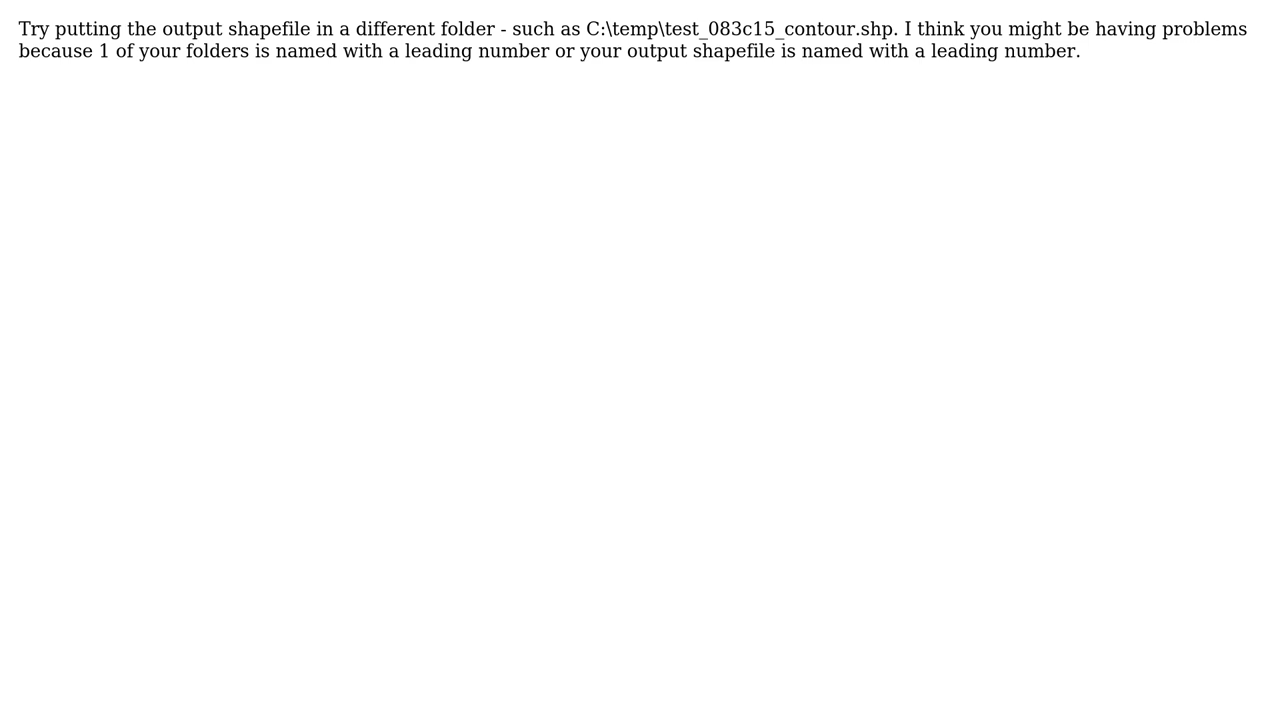 Try putting the output shapefile in a different folder - such as C:\temp\test_083c15_contour.shp. I think you might be having problems
because 1 of your folders is named with a leading number or your output shapefile is named with a leading number.